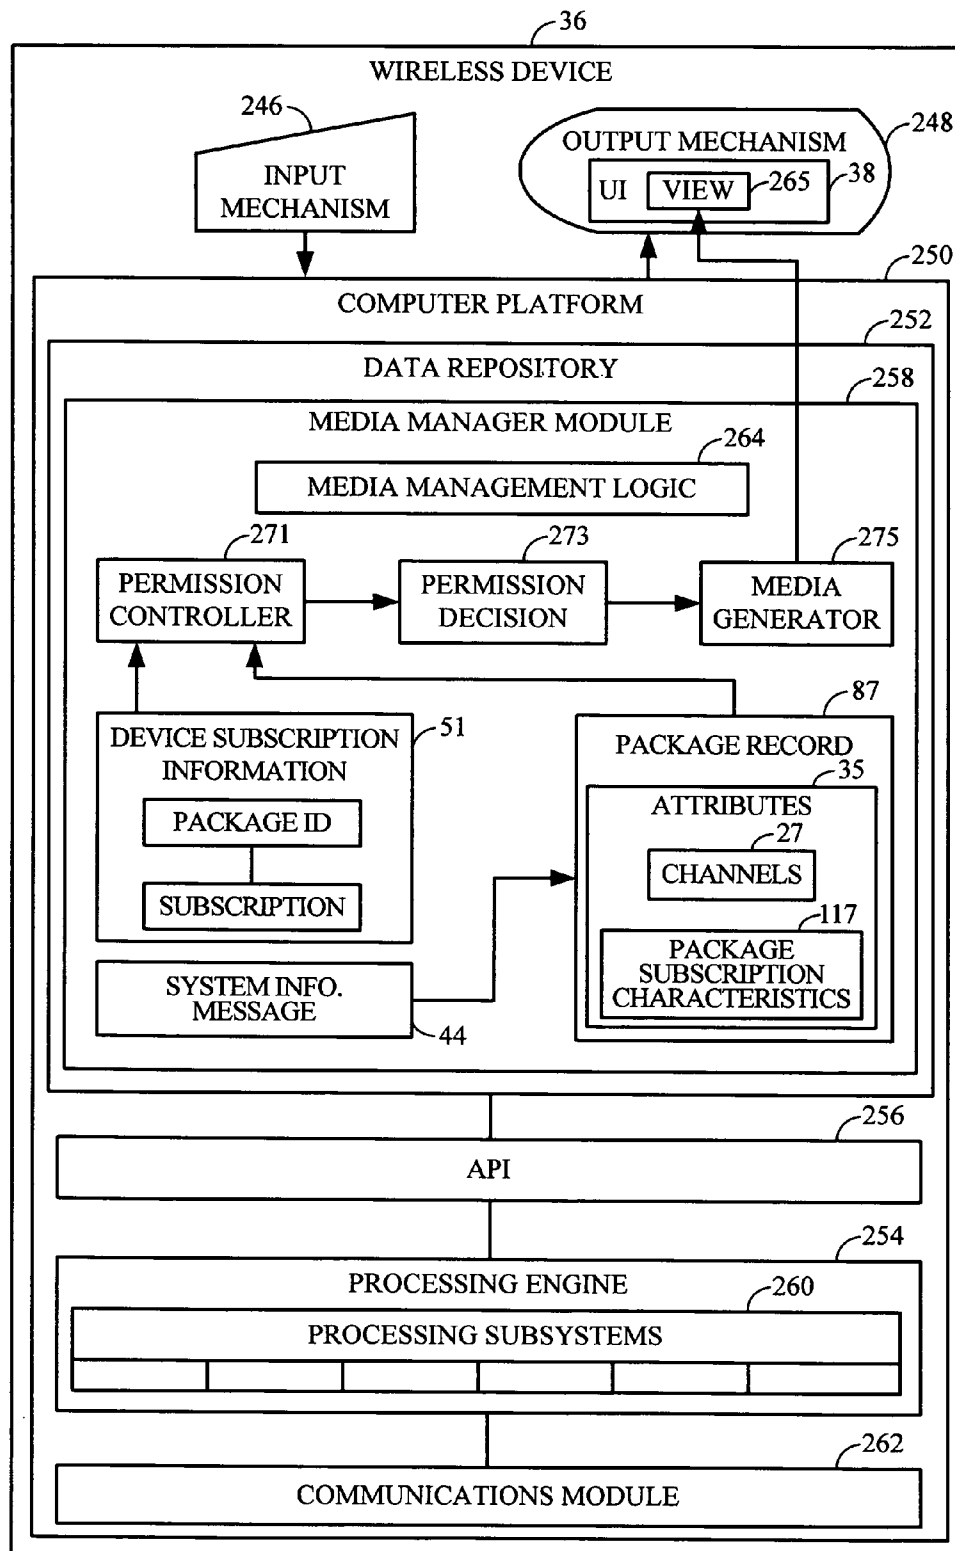 36
WIRELESS DEVICE
246
INPUT
MECHANISM
248
OUTPUT MECHANISM
38
UI
VIEW
265
250
COMPUTER PLATFORM
252
DATA REPOSITORY
258
MEDIA MANAGER MODULE
264
MEDIA MANAGEMENT LOGIC
271
PERMISSION
CONTROLLER
273
PERMISSION
DECISION
275
MEDIA
GENERATOR
51
DEVICE SUBSCRIPTION
INFORMATION
PACKAGE ID
SUBSCRIPTION
SYSTEM INFO.
MESSAGE
44
87
PACKAGE RECORD
35
ATTRIBUTES
27
CHANNELS
117
PACKAGE
SUBSCRIPTION
CHARACTERISTICS
256
API
254
PROCESSING ENGINE
260
PROCESSING SUBSYSTEMS
262
COMMUNICATIONS MODULE